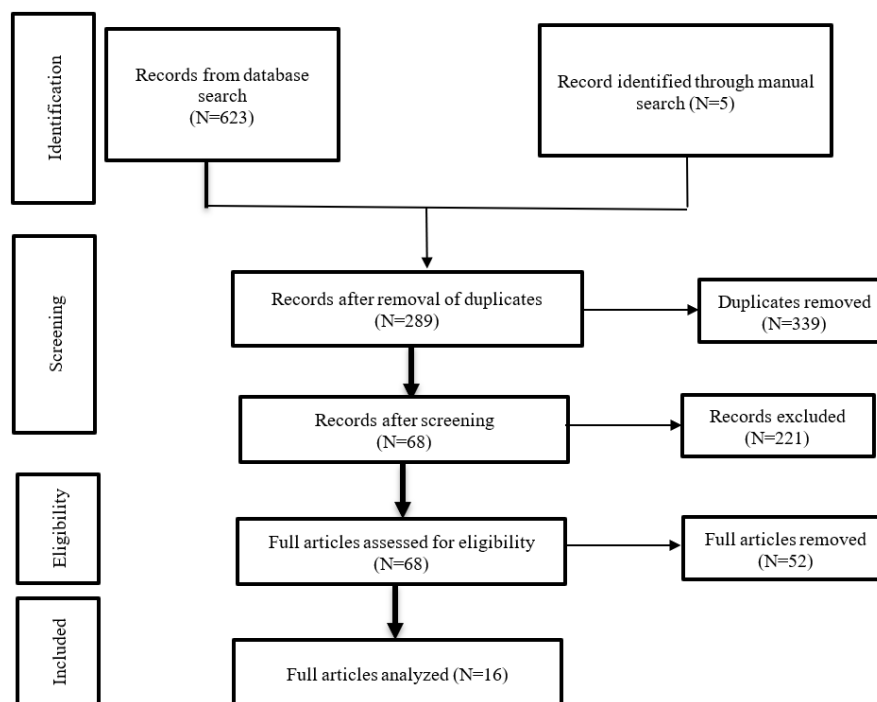 Identification
Records from database
search
(N=623)
Record identified through manual
search (N=5)
Screening
Records after removal of duplicates
(N=289)
Duplicates removed
(N=339)
Records after screening
(N=68)
Records excluded
(N=221)
Eligibility
Full articles assessed for eligibility
(N=68)
Full articles removed
(N=52)
Included
Full articles analyzed (N=16)